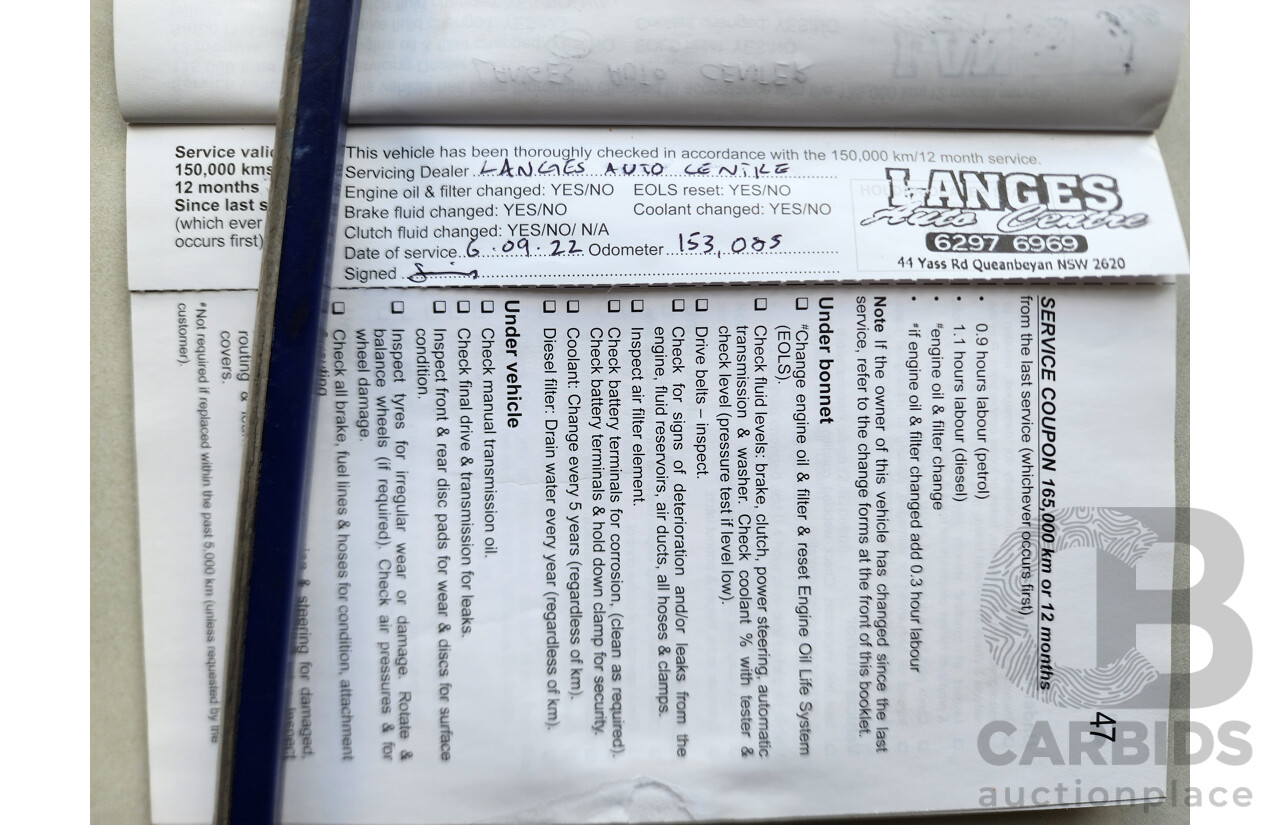 This vehicle has been thoroughly checked in accordance with the 150,000 km/12 month service.
Service
150,000 kms
12 months
Since last
(which ever
occurs first)
Servicing Dealer LANGES AUTO CENTRE
Engine oil & filter changed: YES/NO EOLS reset: YES/NO
Brake fluid changed: YES/NO Coolant changed: YES/NO
Clutch fluid changed: YES/NO/ N/A
Date of service 6.09.22 Odometer 153,085
Signed
LANGES
Auto Centre
6297 6969
44 Yass Rd Queanbeyan NSW 2620
47
SERVICE COUPON 165,000 km or 12 months
from the last service (whichever occurs first)
• 0.9 hours labour (petrol)
• 1.1 hours labour (diesel)
• #engine oil & filter change
• #if engine oil & filter changed add 0.3 hour labour
Note If the owner of this vehicle has changed since the last
service, refer to the change forms at the front of this booklet.
Under bonnet
#Change engine oil & filter & reset Engine Oil Life System
(EOLS).
Check fluid levels: brake, clutch, power steering, automatic
transmission & washer. Check coolant % with tester &
check level (pressure test if level low).
Drive belts – inspect.
Check for signs of deterioration and/or leaks from the
engine, fluid reservoirs, air ducts, all hoses & clamps.
Inspect air filter element.
Check battery terminals for corrosion, (clean as required).
Check battery terminals & hold down clamp for security.
Coolant: Change every 5 years (regardless of km).
Diesel filter: Drain water every year (regardless of km).
Under vehicle
Check manual transmission oil.
Check final drive & transmission for leaks.
Inspect front & rear disc pads for wear & discs for surface
condition.
Inspect tyres for irregular wear or damage. Rotate &
balance wheels (if required). Check air pressures & for
wheel damage.
Check all brake, fuel lines & hoses for condition, attachment
& steering for damaged,
routing &
covers.
#Not required if replaced within the past 5,000 km (unless requested by the
customer).
CARBIDS
auctionplace